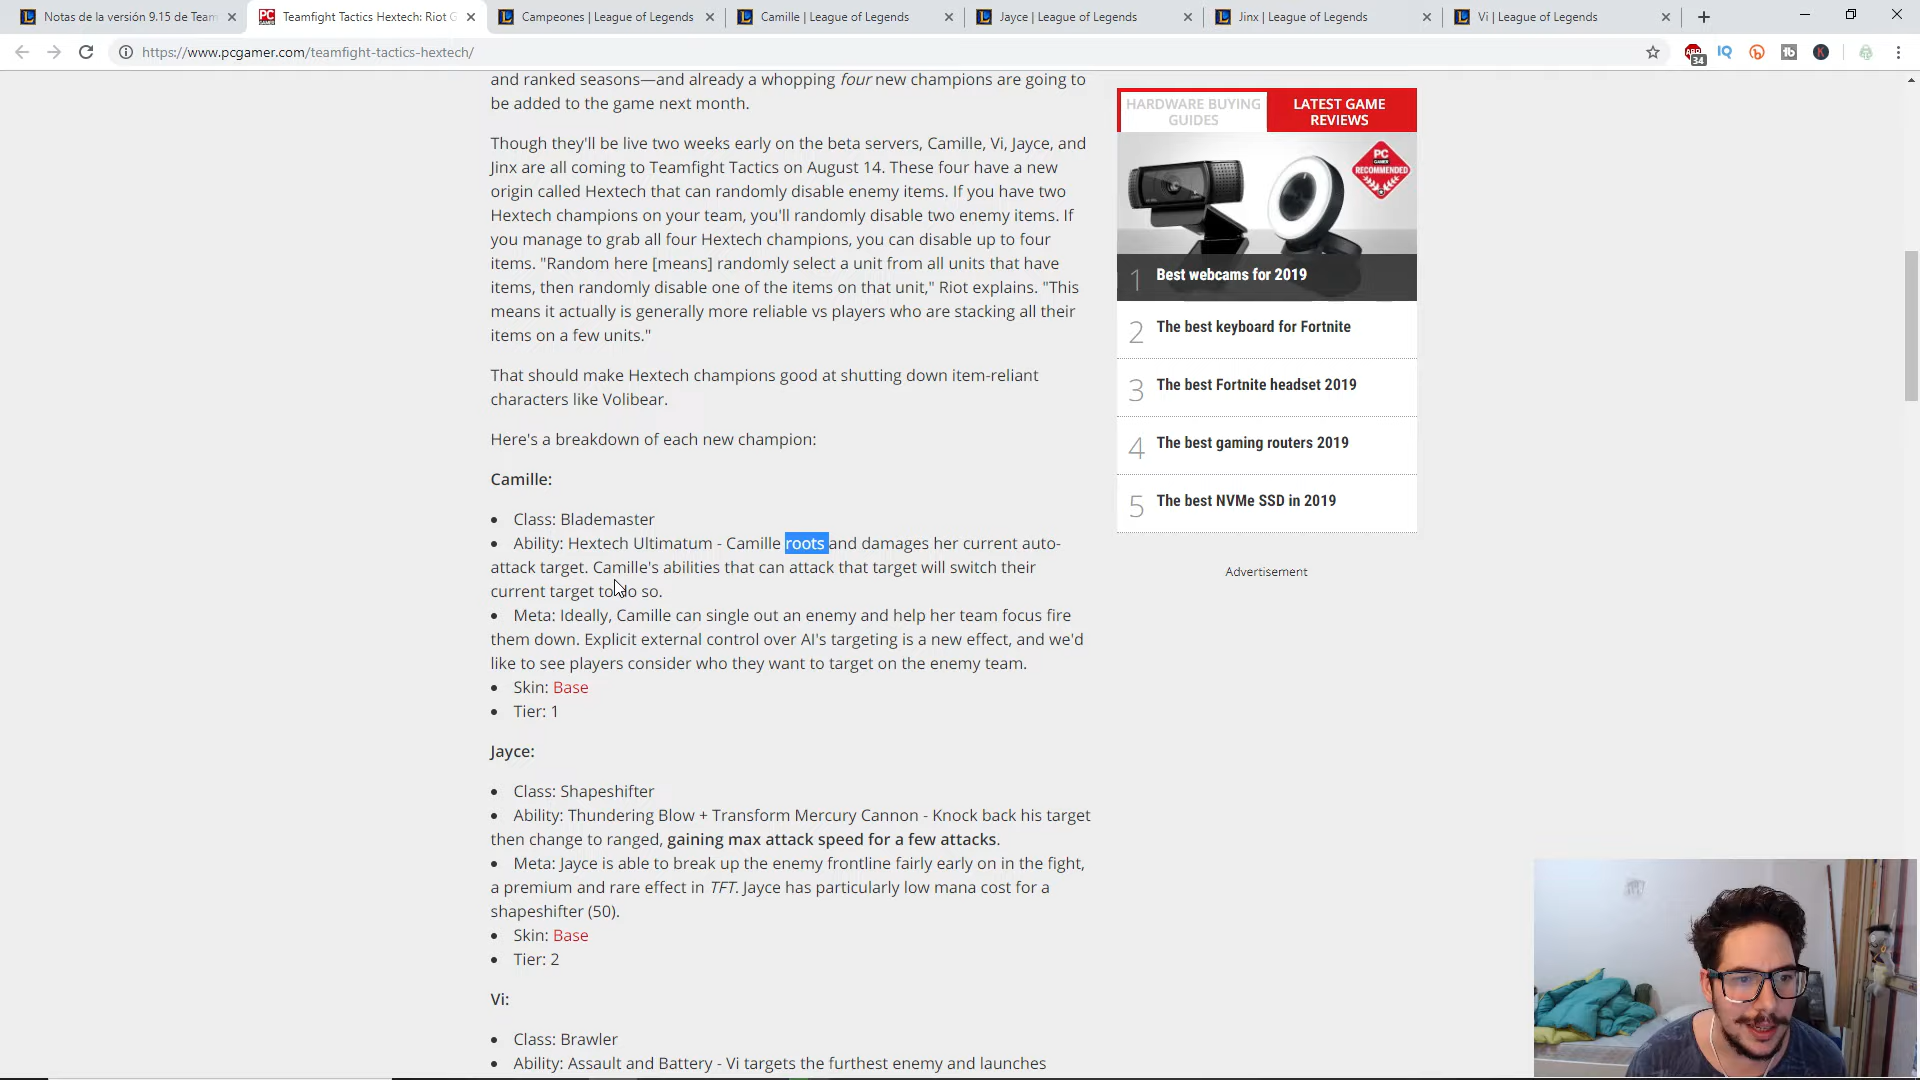 Notas de la versión 9.15 de Team
Teamfight Tactics Hextech: Riot G
Campeones | League of Legends
Camille | League of Legends
Jayce | League of Legends
Jinx | League of Legends
Vi | League of Legends
https://www.pcgamer.com/teamfight-tactics-hextech/
34
and ranked seasons—and already a whopping four new champions are going to
be added to the game next month.
Though they'll be live two weeks early on the beta servers, Camille, Vi, Jayce, and
Jinx are all coming to Teamfight Tactics on August 14. These four have a new
origin called Hextech that can randomly disable enemy items. If you have two
Hextech champions on your team, you'll randomly disable two enemy items. If
you manage to grab all four Hextech champions, you can disable up to four
items. "Random here [means] randomly select a unit from all units that have
items, then randomly disable one of the items on that unit," Riot explains. "This
means it actually is generally more reliable vs players who are stacking all their
items on a few units."
That should make Hextech champions good at shutting down item-reliant
characters like Volibear.
Here's a breakdown of each new champion:
Camille:
• Class: Blademaster
• Ability: Hextech Ultimatum - Camille roots and damages her current auto-
attack target. Camille's abilities that can attack that target will switch their
current target to do so.
• Meta: Ideally, Camille can single out an enemy and help her team focus fire
them down. Explicit external control over AI's targeting is a new effect, and we'd
like to see players consider who they want to target on the enemy team.
• Skin: Base
• Tier: 1
Jayce:
• Class: Shapeshifter
• Ability: Thundering Blow + Transform Mercury Cannon - Knock back his target
then change to ranged, gaining max attack speed for a few attacks.
• Meta: Jayce is able to break up the enemy frontline fairly early on in the fight,
a premium and rare effect in TFT. Jayce has particularly low mana cost for a
shapeshifter (50).
• Skin: Base
• Tier: 2
Vi:
• Class: Brawler
• Ability: Assault and Battery - Vi targets the furthest enemy and launches
HARDWARE BUYING
GUIDES
LATEST GAME
REVIEWS
PC
GAMER
RECOMMENDED
1 Best webcams for 2019
2 The best keyboard for Fortnite
3 The best Fortnite headset 2019
4 The best gaming routers 2019
5 The best NVMe SSD in 2019
Advertisement